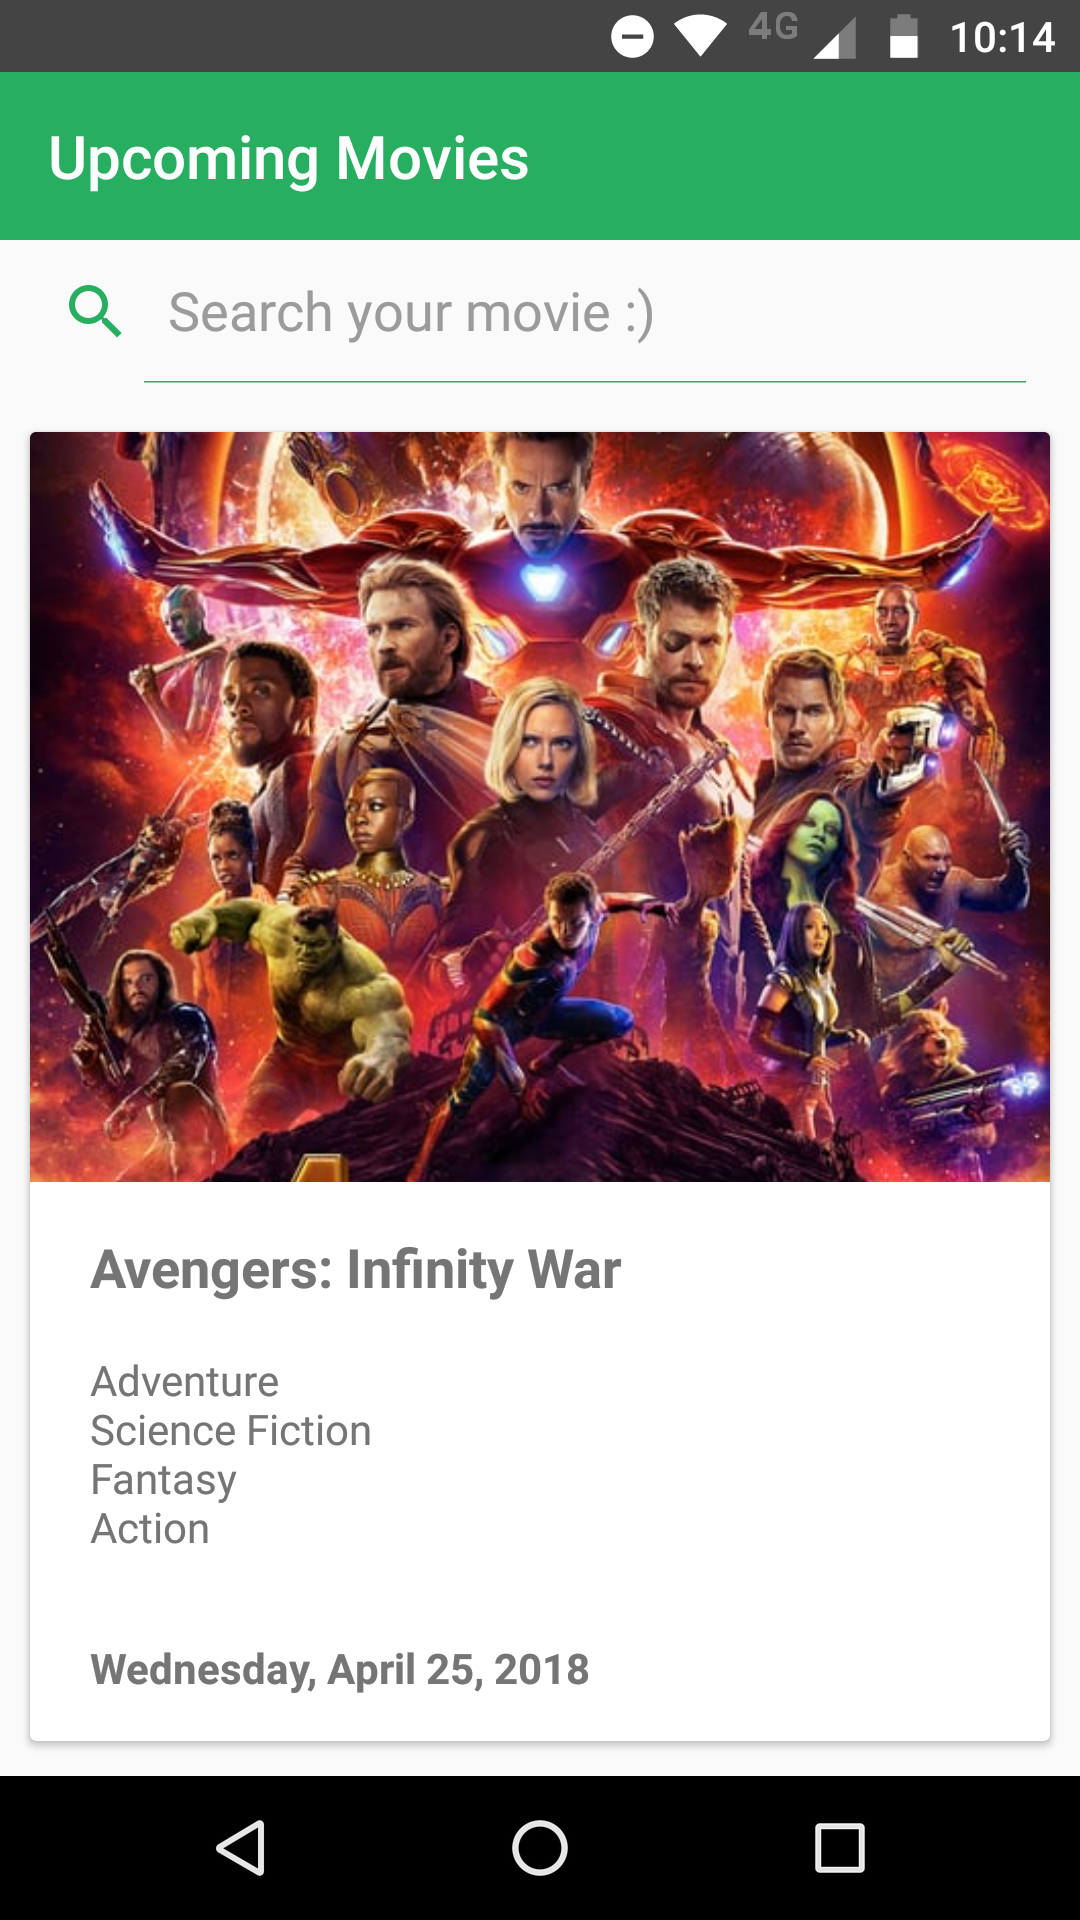 4G 10:14
Upcoming Movies
Search your movie :)
Avengers: Infinity War
Adventure
Science Fiction
Fantasy
Action
Wednesday, April 25, 2018